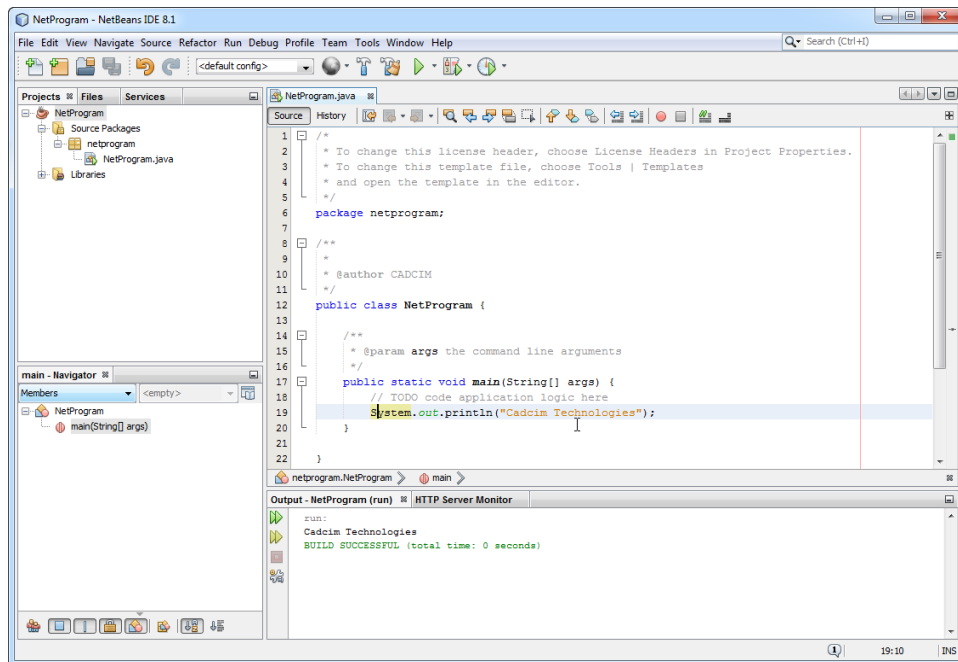 NetProgram - NetBeans IDE 8.1
File Edit View Navigate Source Refactor Run Debug Profile Team Tools Window Help
Search (Ctrl+I)
<default config>
Projects Files Services
NetProgram
Source Packages
netprogram
NetProgram.java
Libraries
main - Navigator
Members <empty>
NetProgram
main(String[] args)
NetProgram.java
Source History
1 /*
2 * To change this license header, choose License Headers in Project Properties.
3 * To change this template file, choose Tools | Templates
4 * and open the template in the editor.
5 */
6 package netprogram;
7
8 /**
9 *
10 * @author CADCIM
11 */
12 public class NetProgram {
13
14 /**
15 * @param args the command line arguments
16 */
17 public static void main(String[] args) {
18 // TODO code application logic here
19 System.out.println("Cadcim Technologies");
20 }
21
22 }
netprogram.NetProgram main
Output - NetProgram (run) HTTP Server Monitor
run:
Cadcim Technologies
BUILD SUCCESSFUL (total time: 0 seconds)
1 19:10 INS